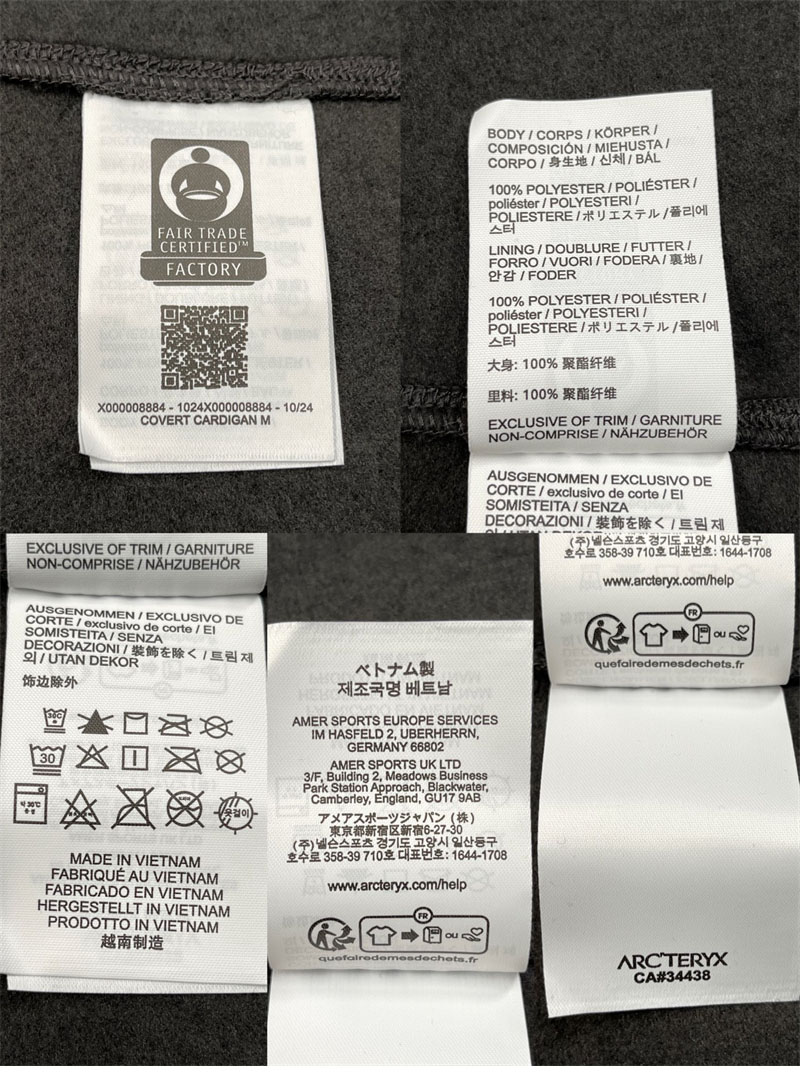 FAIR TRADE
CERTIFIED™
FACTORY
X000008884 - 1024X000008884 - 10/24
COVERT CARDIGAN M
BODY / CORPS / KÖRPER /
COMPOSICIÓN / MIEHUSTA /
CORPO / 身生地 / 신체 / BÁL
100% POLYESTER / POLIÉSTER /
poliéster / POLYESTERI /
POLIESTERE / ポリエステル / 폴리에
스터
LINING / DOUBLURE / FUTTER /
FORRO / VUORI / FODERA / 裏地 /
안감 / FODER
100% POLYESTER / POLIÉSTER /
poliéster / POLYESTERI /
POLIESTERE / ポリエステル / 폴리에
스터
大身: 100% 聚酯纤维
里料: 100% 聚酯纤维
EXCLUSIVE OF TRIM / GARNITURE
NON-COMPRISE / NÄHZUBEHÖR
AUSGENOMMEN / EXCLUSIVO DE
CORTE / exclusivo de corte / EI
SOMISTEITA / SENZA
DECORAZIONI / 装飾を除く / 트림 제
EXCLUSIVE OF TRIM / GARNITURE
NON-COMPRISE / NÄHZUBEHÖR
AUSGENOMMEN / EXCLUSIVO DE
CORTE / exclusivo de corte / EI
SOMISTEITA / SENZA
DECORAZIONI / 装飾を除く / 트림 제
외 / UTAN DEKOR
饰边除外
30°C
30
약 30℃
중성
옷걸이
MADE IN VIETNAM
FABRIQUÉ AU VIETNAM
FABRICADO EN VIETNAM
HERGESTELLT IN VIETNAM
PRODOTTO IN VIETNAM
越南制造
ベトナム製
제조국명 베트남
AMER SPORTS EUROPE SERVICES
IM HASFELD 2, UBERHERRN,
GERMANY 66802
AMER SPORTS UK LTD
3/F, Building 2, Meadows Business
Park Station Approach, Blackwater,
Camberley, England, GU17 9AB
アメアスポーツジャパン (株)
東京都新宿区新宿6-27-30
(주)넬슨스포츠 경기도 고양시 일산동구
호수로 358-39 710호 대표번호: 1644-1708
www.arcteryx.com/help
FR
OU
quefairedemesdechets.fr
(주)넬슨스포츠 경기도 고양시 일산동구
호수로 358-39 710호 대표번호: 1644-1708
www.arcteryx.com/help
FR
OU
quefairedemesdechets.fr
ARC'TERYX
CA#34438